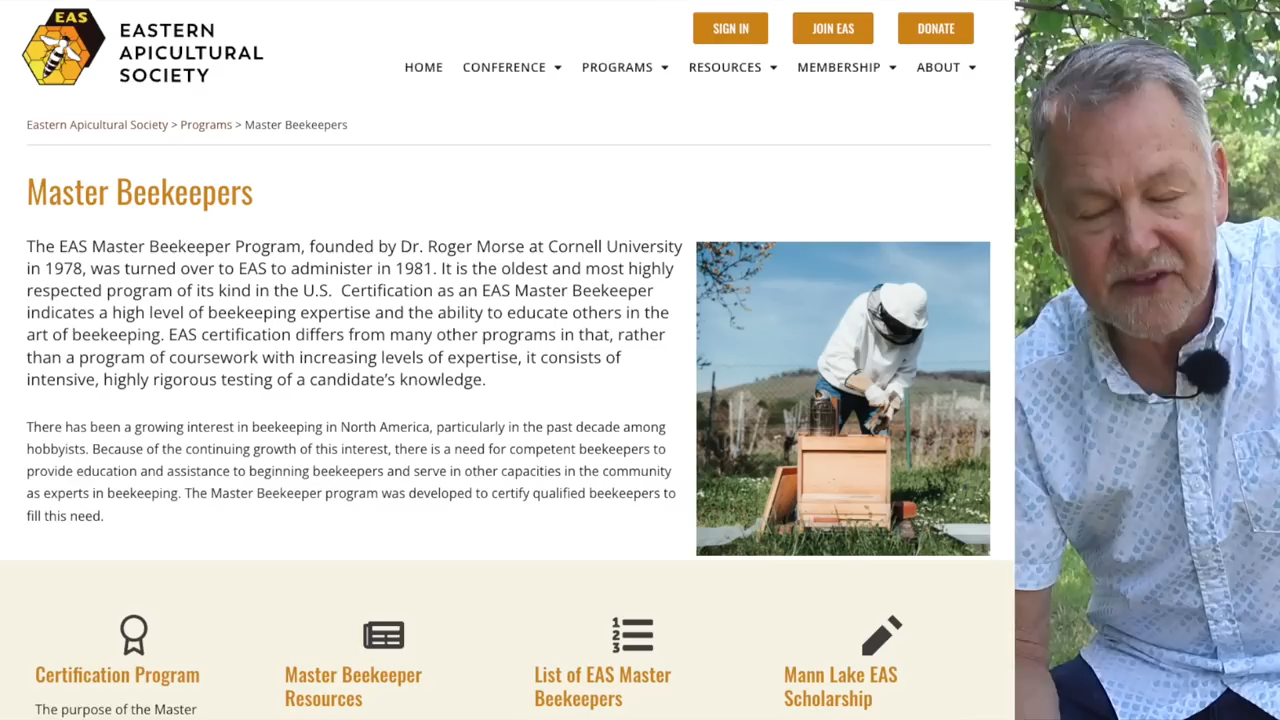 EAS
EASTERN
APICULTURAL
SOCIETY
SIGN IN
JOIN EAS
DONATE
HOME
CONFERENCE
PROGRAMS
RESOURCES
MEMBERSHIP
ABOUT
Eastern Apicultural Society > Programs > Master Beekeepers
Master Beekeepers
The EAS Master Beekeeper Program, founded by Dr. Roger Morse at Cornell University
in 1978, was turned over to EAS to administer in 1981. It is the oldest and most highly
respected program of its kind in the U.S. Certification as an EAS Master Beekeeper
indicates a high level of beekeeping expertise and the ability to educate others in the
art of beekeeping. EAS certification differs from many other programs in that, rather
than a program of coursework with increasing levels of expertise, it consists of
intensive, highly rigorous testing of a candidate's knowledge.
There has been a growing interest in beekeeping in North America, particularly in the past decade among
hobbyists. Because of the continuing growth of this interest, there is a need for competent beekeepers to
provide education and assistance to beginning beekeepers and serve in other capacities in the community
as experts in beekeeping. The Master Beekeeper program was developed to certify qualified beekeepers to
fill this need.
1
2
3
Certification Program
The purpose of the Master
Master Beekeeper
Resources
List of EAS Master
Beekeepers
Mann Lake EAS
Scholarship